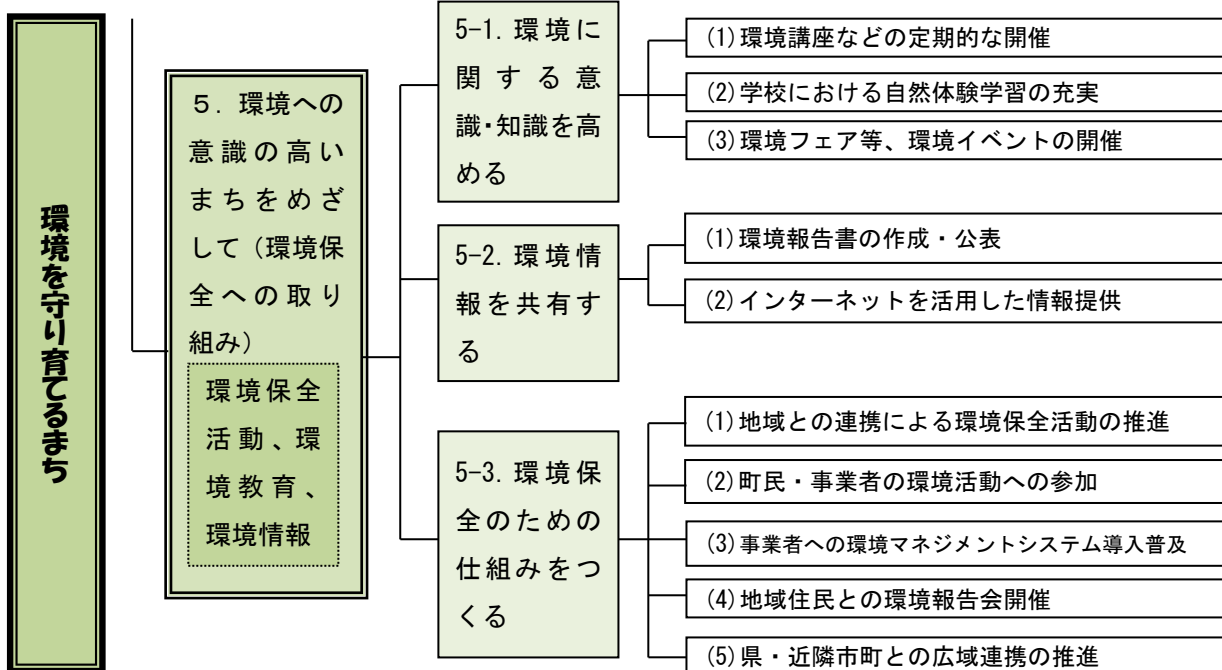 環境を守り育てるまち
5. 環境への
意識の高い
まちをめざ
して（環境保
全への取り
組み）
環境保全
活動、環
境教育、
環境情報
5-1. 環境に
関する意
識・知識を高
める
(1)環境講座などの定期的な開催
(2)学校における自然体験学習の充実
(3)環境フェア等、環境イベントの開催
5-2. 環境情
報を共有す
る
(1)環境報告書の作成・公表
(2)インターネットを活用した情報提供
5-3. 環境保
全のための
仕組みをつ
くる
(1)地域との連携による環境保全活動の推進
(2)町民・事業者の環境活動への参加
(3)事業者への環境マネジメントシステム導入普及
(4)地域住民との環境報告会開催
(5)県・近隣市町との広域連携の推進